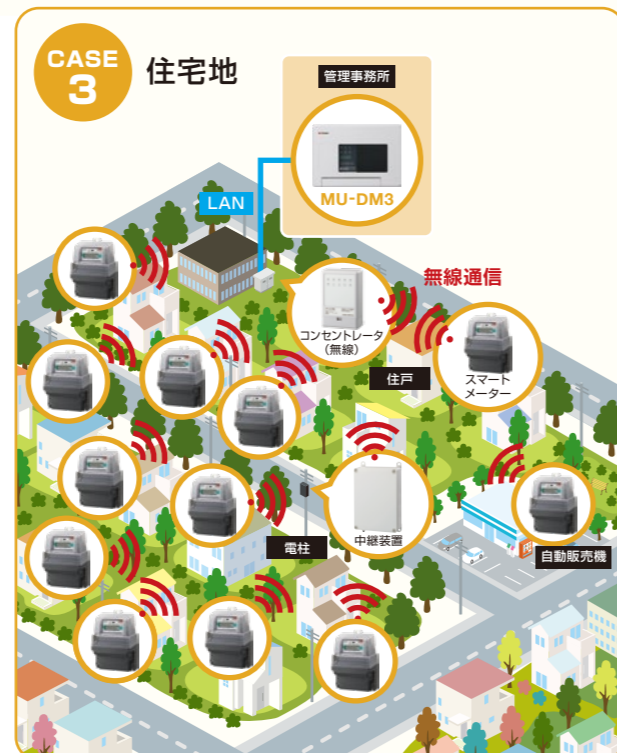 CASE
3
住宅地
管理事務所
MU-DM3
LAN
無線通信
コンセントレータ
（無線）
住戸
スマート
メーター
電柱
中継装置
自動販売機